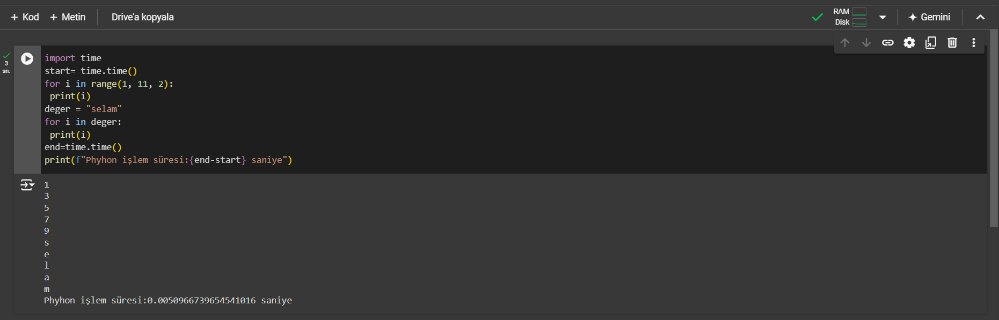 + Kod + Metin Drive'a kopyala
RAM
Disk
Gemini
3
sn.
import time
start= time.time()
for i in range(1, 11, 2):
 print(i)
deger = "selam"
for i in deger:
 print(i)
end=time.time()
print(f"Phyhon işlem süresi:{end-start} saniye")
1
3
5
7
9
s
e
l
a
m
Phyhon işlem süresi:0.0050966739654541016 saniye